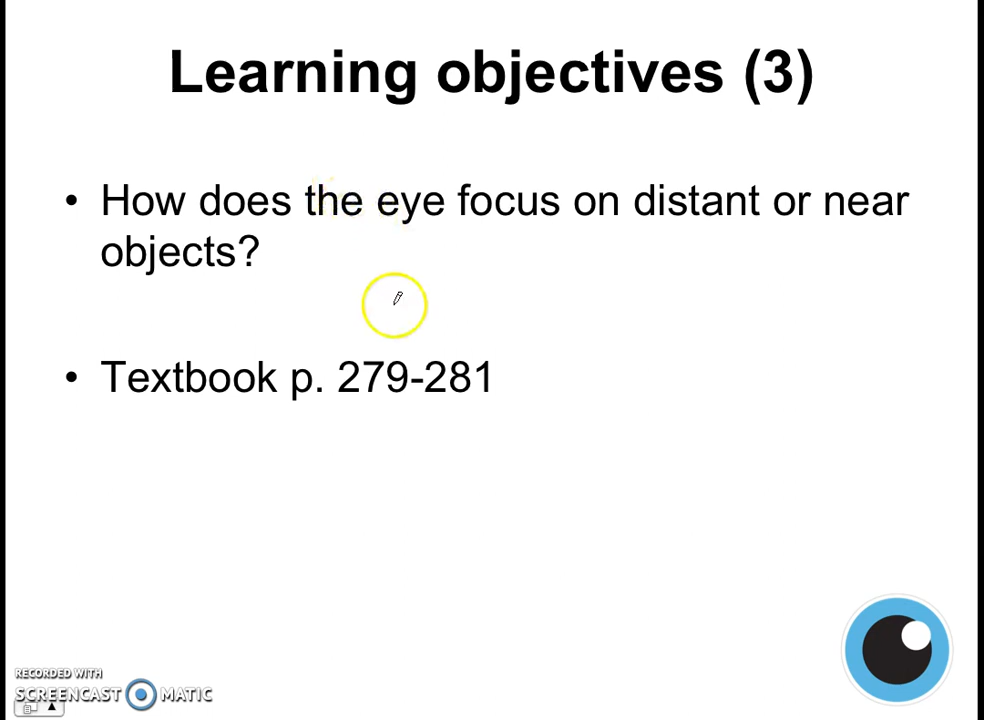 Learning objectives (3)
• How does the eye focus on distant or near
objects?
• Textbook p. 279-281
RECORDED WITH
SCREENCAST MATIC